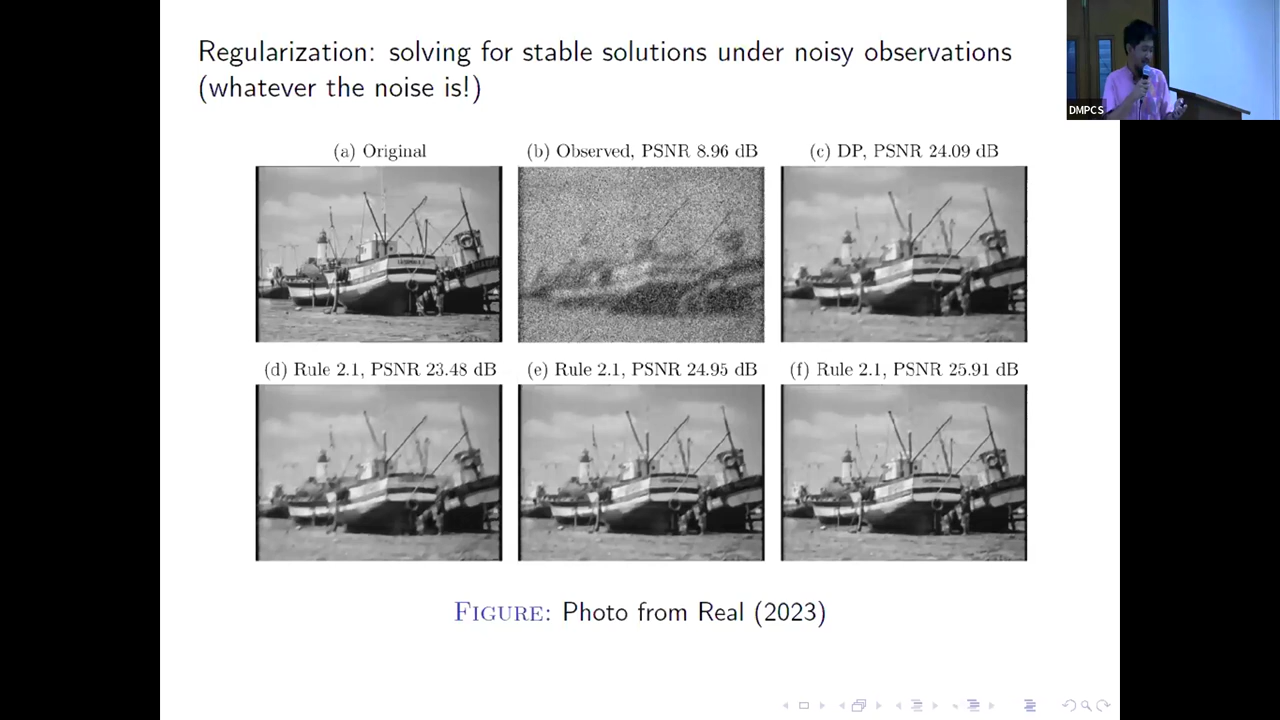 Regularization: solving for stable solutions under noisy observations
(whatever the noise is!)
DMPCS
(a) Original
(b) Observed, PSNR 8.96 dB
(c) DP, PSNR 24.09 dB
(d) Rule 2.1, PSNR 23.48 dB
(e) Rule 2.1, PSNR 24.95 dB
(f) Rule 2.1, PSNR 25.91 dB
FIGURE: Photo from Real (2023)